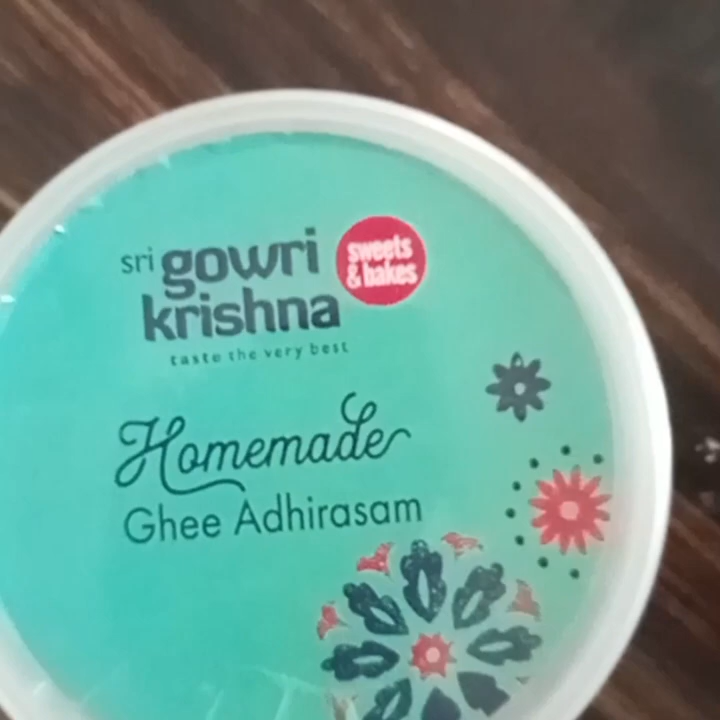 sri gowri
krishna
sweets
& bakes
taste the very best
Homemade
Ghee Adhirasam